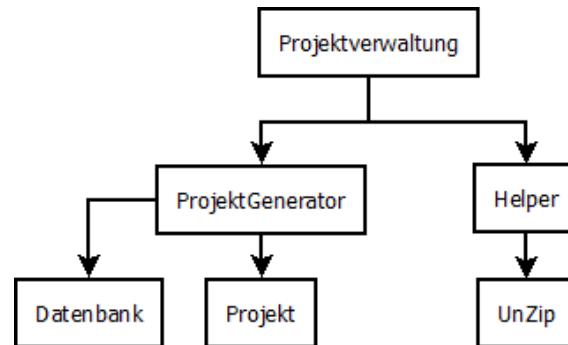 Projektverwaltung
ProjektGenerator
Helper
Datenbank
Projekt
UnZip